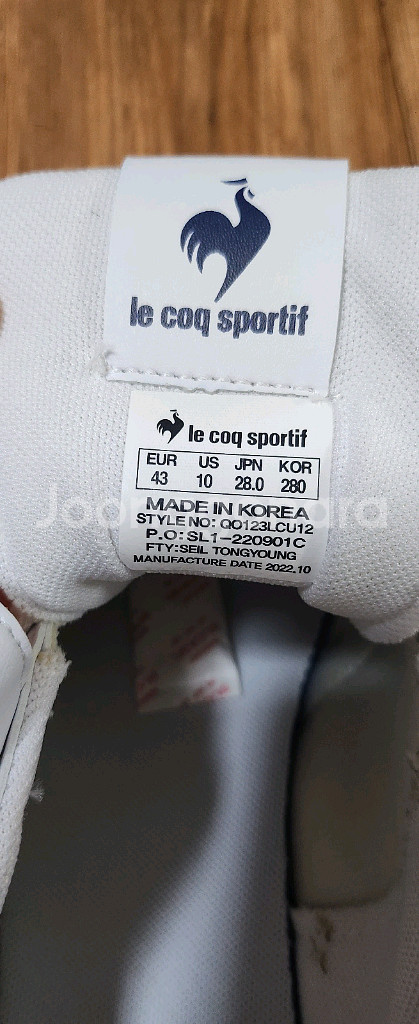 le coq sportif
le coq sportif
EUR US JPN KOR
43 10 28.0 280
MADE IN KOREA
STYLE NO: QO123LCU12
P.O:SL1-220901C
FTY:SEIL TONGYOUNG
MANUFACTURE DATE 2022.10